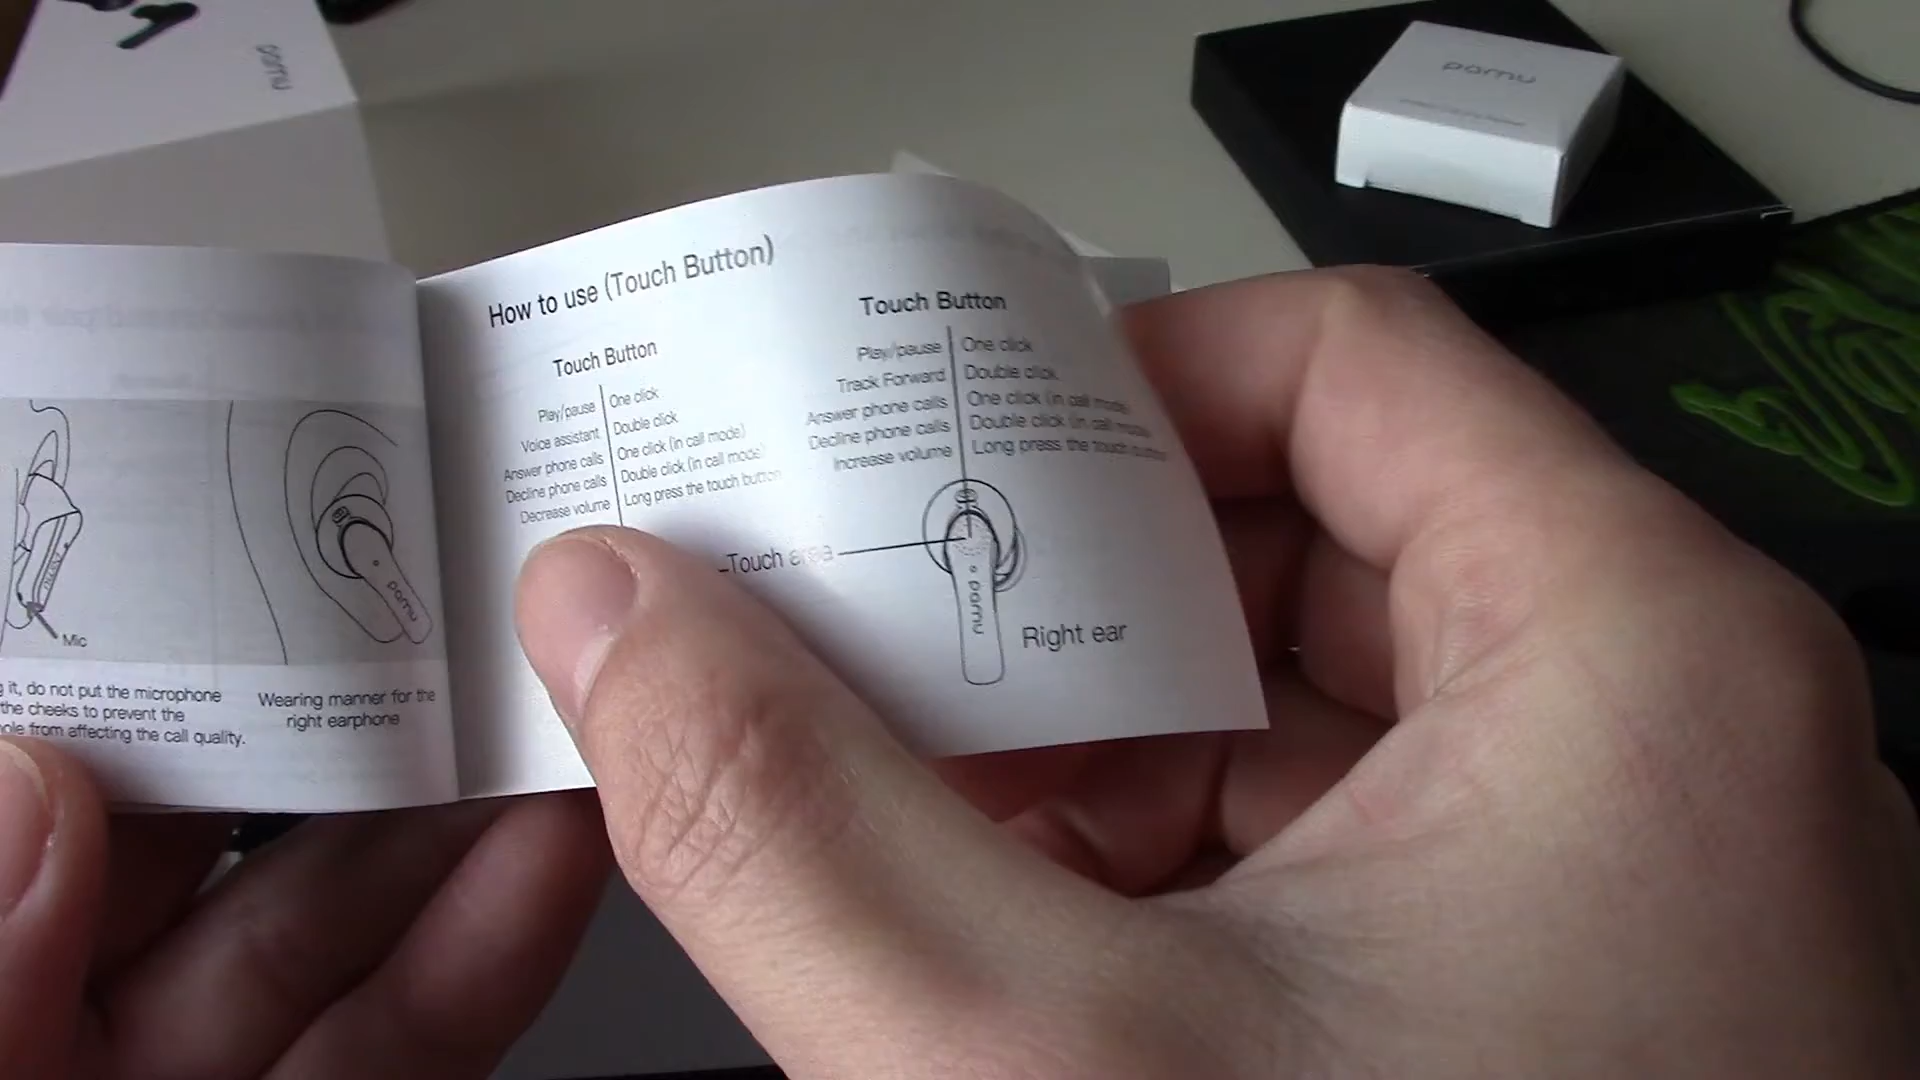 pamu
pamu
How to use (Touch Button)
Touch Button
Play/pause One click
Voice assistant Double click
Answer phone calls One click (in call mode)
Decline phone calls Double click (in call mode)
Decrease volume Long press the touch button
Touch Button
Play/pause One click
Track Forward Double click
Answer phone calls One click (in call mode)
Decline phone calls Double click (in call mode)
Increase volume Long press the touch button
Touch area
pamu
Right ear
pamu
Mic
it, do not put the microphone
the cheeks to prevent the
from affecting the call quality.
Wearing manner for the
right earphone